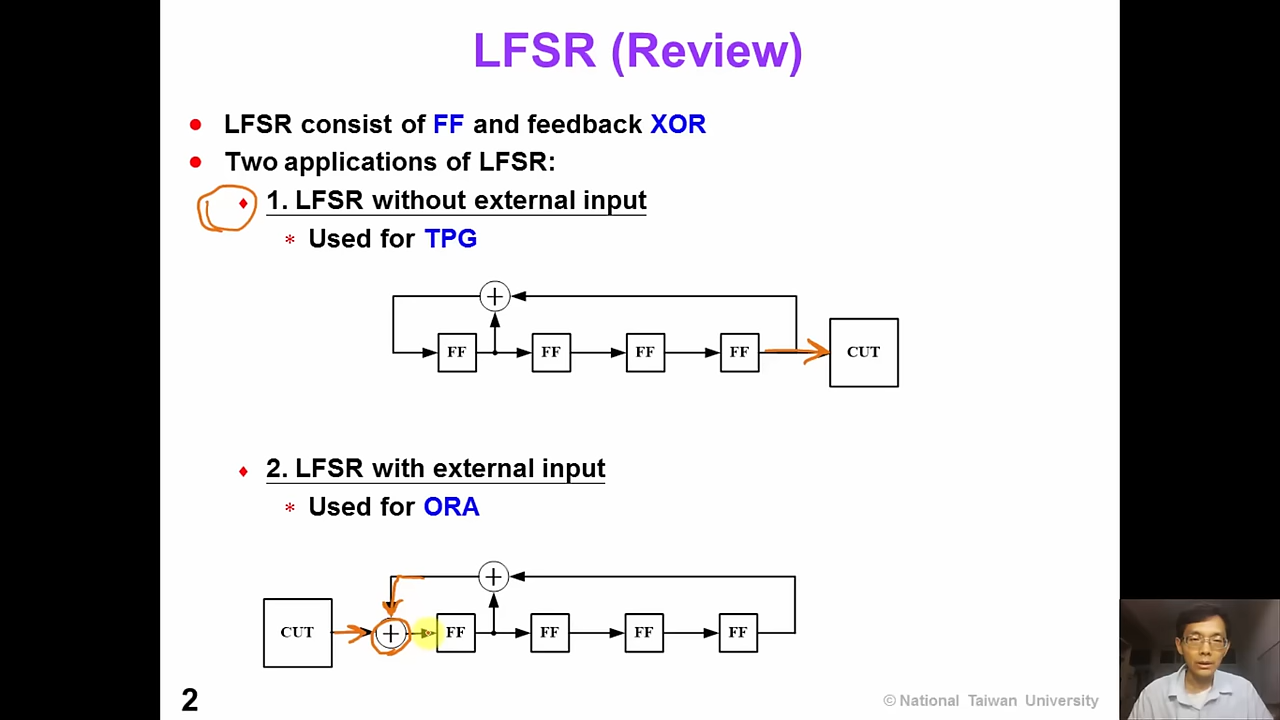 LFSR (Review)
LFSR consist of FF and feedback XOR
Two applications of LFSR:
1. LFSR without external input
* Used for TPG
FF FF FF FF CUT
2. LFSR with external input
* Used for ORA
CUT FF FF FF FF
2
© National Taiwan University